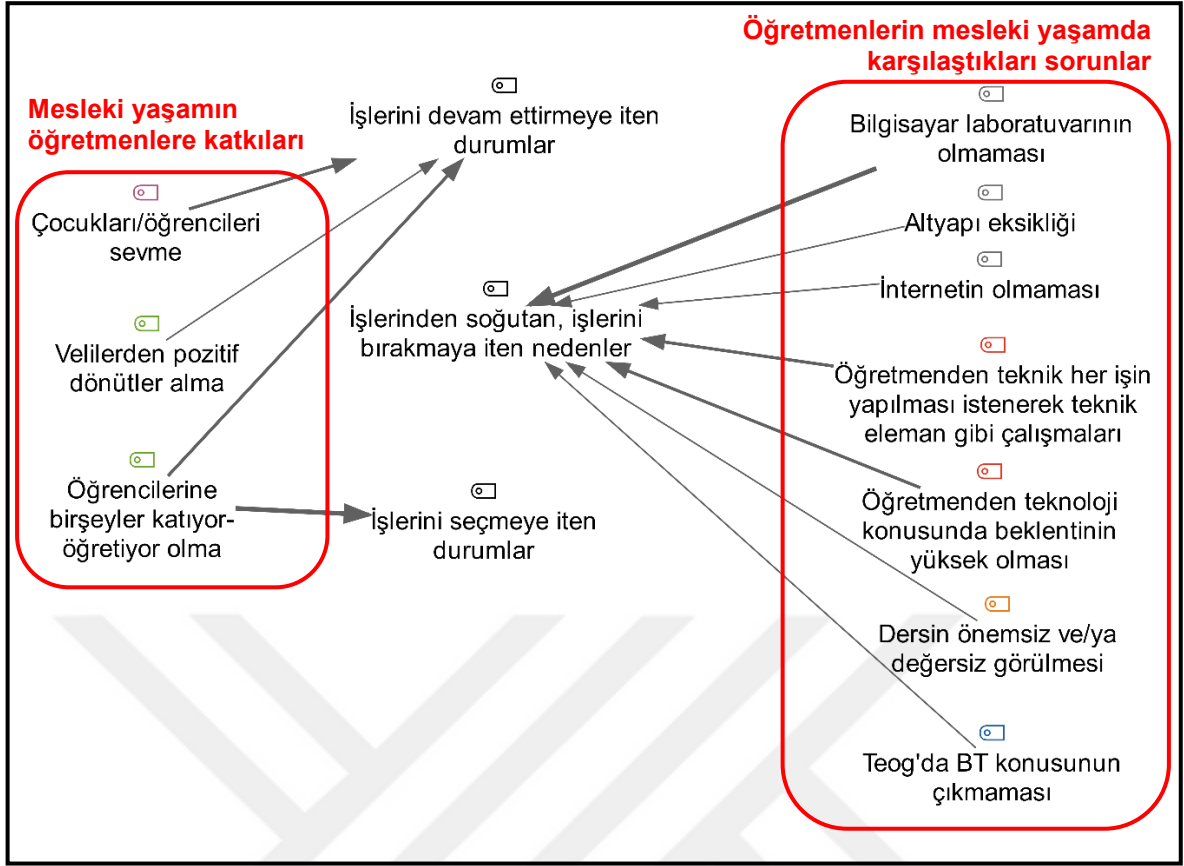 Öğretmenlerin mesleki yaşamda
karşılaştıkları sorunlar
Mesleki yaşamın
öğretmenlere katkıları
İşlerini devam ettirmeye iten
durumlar
Bilgisayar laboratuvarının
olmaması
Çocukları/öğrencileri
sevme
Altyapı eksikliği
İnternetin olmaması
İşlerinden soğutan, işlerini
bırakmaya iten nedenler
Velilerden pozitif
dönütler alma
Öğretmenden teknik her işin
yapılması istenerek teknik
eleman gibi çalışmaları
Öğrencilerine
birşeyler katıyor-
öğretiyor olma
İşlerini seçmeye iten
durumlar
Öğretmenden teknoloji
konusunda beklentinin
yüksek olması
Dersin önemsiz ve/ya
değersiz görülmesi
Teog'da BT konusunun
çıkmaması